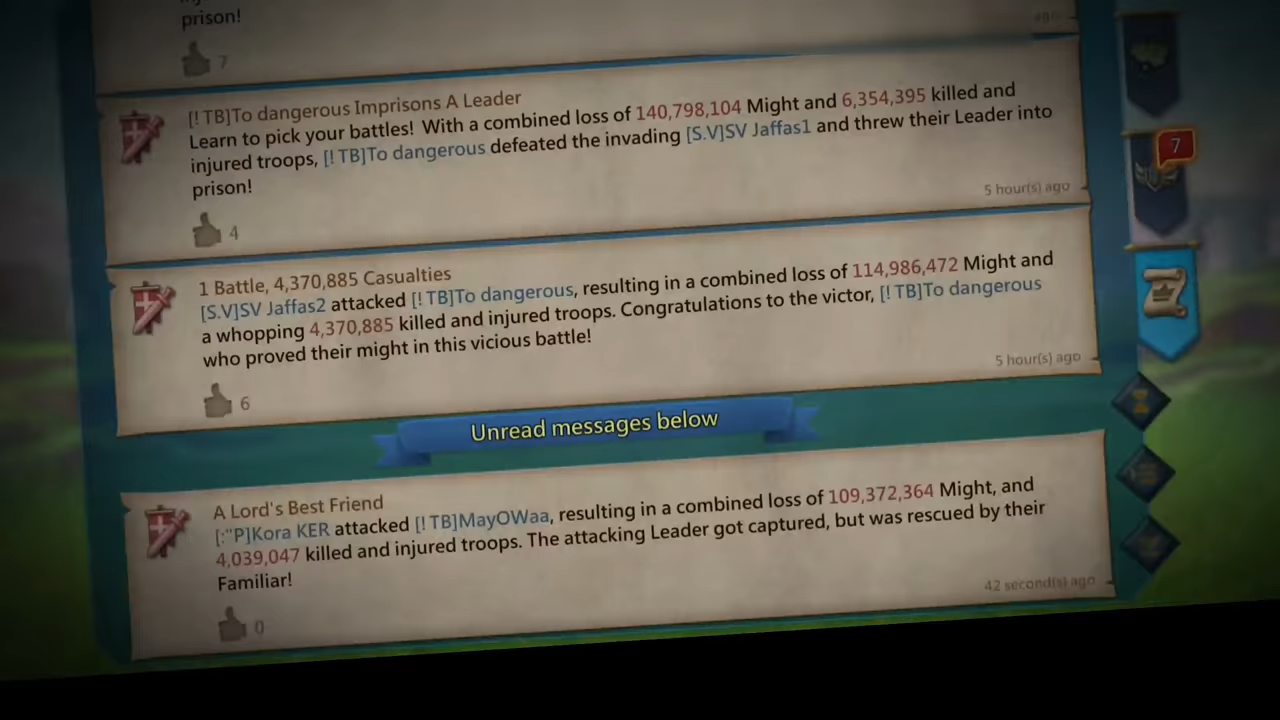 prison!
7
[! TB]To dangerous Imprisons A Leader
Learn to pick your battles! With a combined loss of 140,798,104 Might and 6,354,395 killed and
injured troops, [! TB]To dangerous defeated the invading [S.V]SV Jaffas1 and threw their Leader into
prison!
5 hour(s) ago
4
7
1 Battle, 4,370,885 Casualties
[S.V]SV Jaffas2 attacked [! TB]To dangerous, resulting in a combined loss of 114,986,472 Might and
a whopping 4,370,885 killed and injured troops. Congratulations to the victor, [! TB]To dangerous
who proved their might in this vicious battle!
5 hour(s) ago
6
Unread messages below
A Lord's Best Friend
[:"P]Kora KER attacked [! TB]MayOWaa, resulting in a combined loss of 109,372,364 Might, and
4,039,047 killed and injured troops. The attacking Leader got captured, but was rescued by their
Familiar!
42 second(s) ago
0